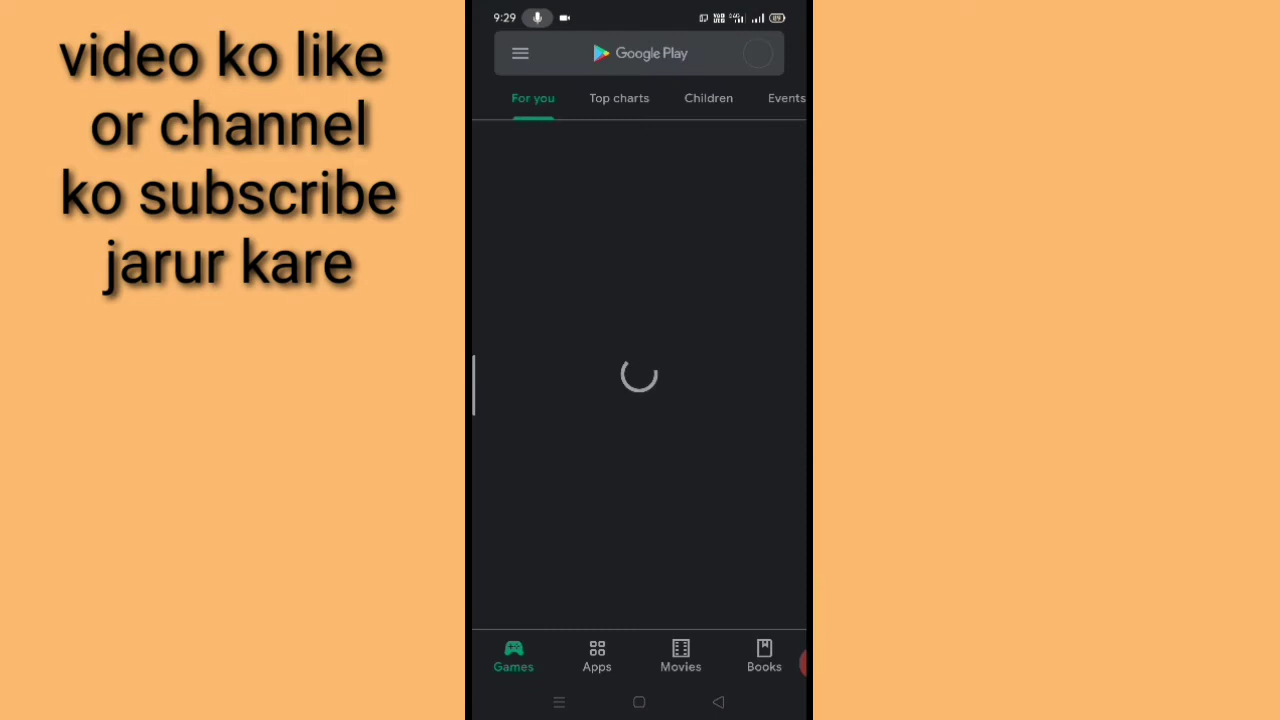 video ko like
or channel
ko subscribe
jarur kare
9:29
Google Play
For you Top charts Children Events
Games Apps Movies Books